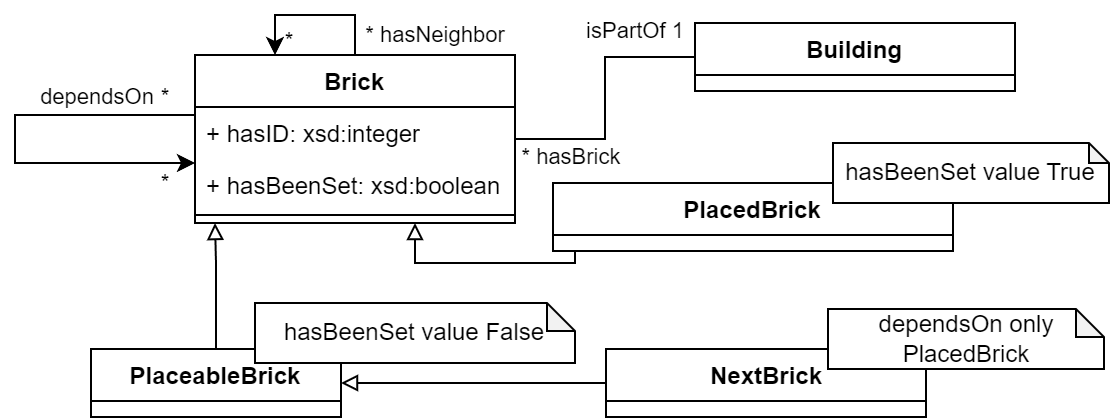 * hasNeighbor
*
isPartOf 1
Building
Brick
dependsOn *
+ hasID: xsd:integer
* hasBrick
*
+ hasBeenSet: xsd:boolean
hasBeenSet value True
PlacedBrick
hasBeenSet value False
dependsOn only
PlacedBrick
PlaceableBrick
NextBrick